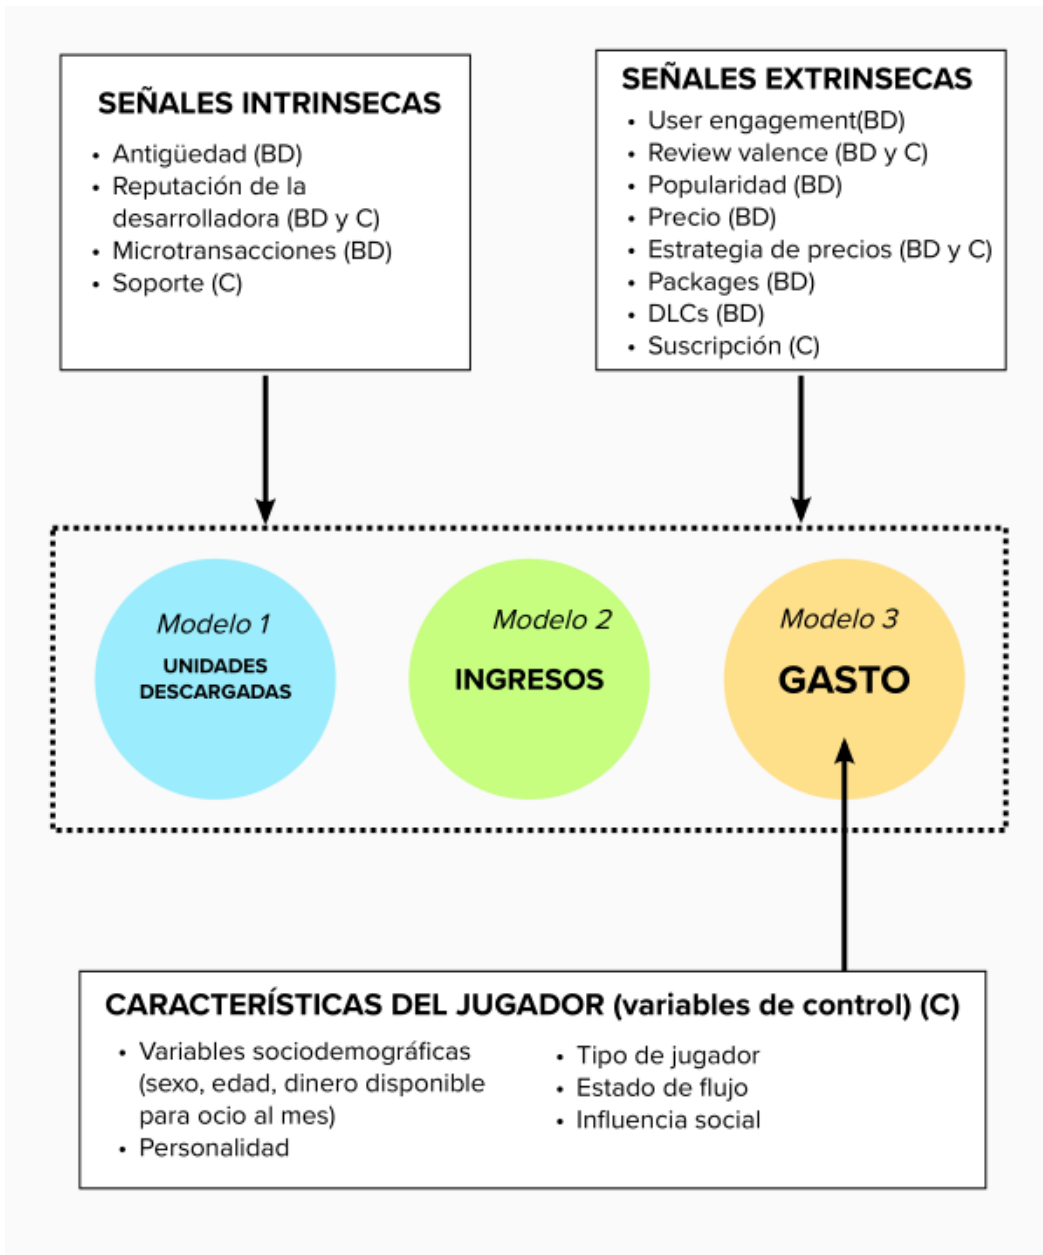 SEÑALES INTRINSECAS
• Antigüedad (BD)
• Reputación de la
desarrolladora (BD y C)
• Microtransacciones (BD)
• Soporte (C)
SEÑALES EXTRINSECAS
• User engagement(BD)
• Review valence (BD y C)
• Popularidad (BD)
• Precio (BD)
• Estrategia de precios (BD y C)
• Packages (BD)
• DLCs (BD)
• Suscripción (C)
Modelo 1
UNIDADES
DESCARGADAS
Modelo 2
INGRESOS
Modelo 3
GASTO
CARACTERÍSTICAS DEL JUGADOR (variables de control) (C)
• Variables sociodemográficas
(sexo, edad, dinero disponible
para ocio al mes)
• Personalidad
• Tipo de jugador
• Estado de flujo
• Influencia social